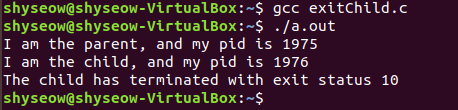 shyseow@shyseow-VirtualBox:~$ gcc exitChild.c
shyseow@shyseow-VirtualBox:~$ ./a.out
I am the parent, and my pid is 1975
I am the child, and my pid is 1976
The child has terminated with exit status 10
shyseow@shyseow-VirtualBox:~$